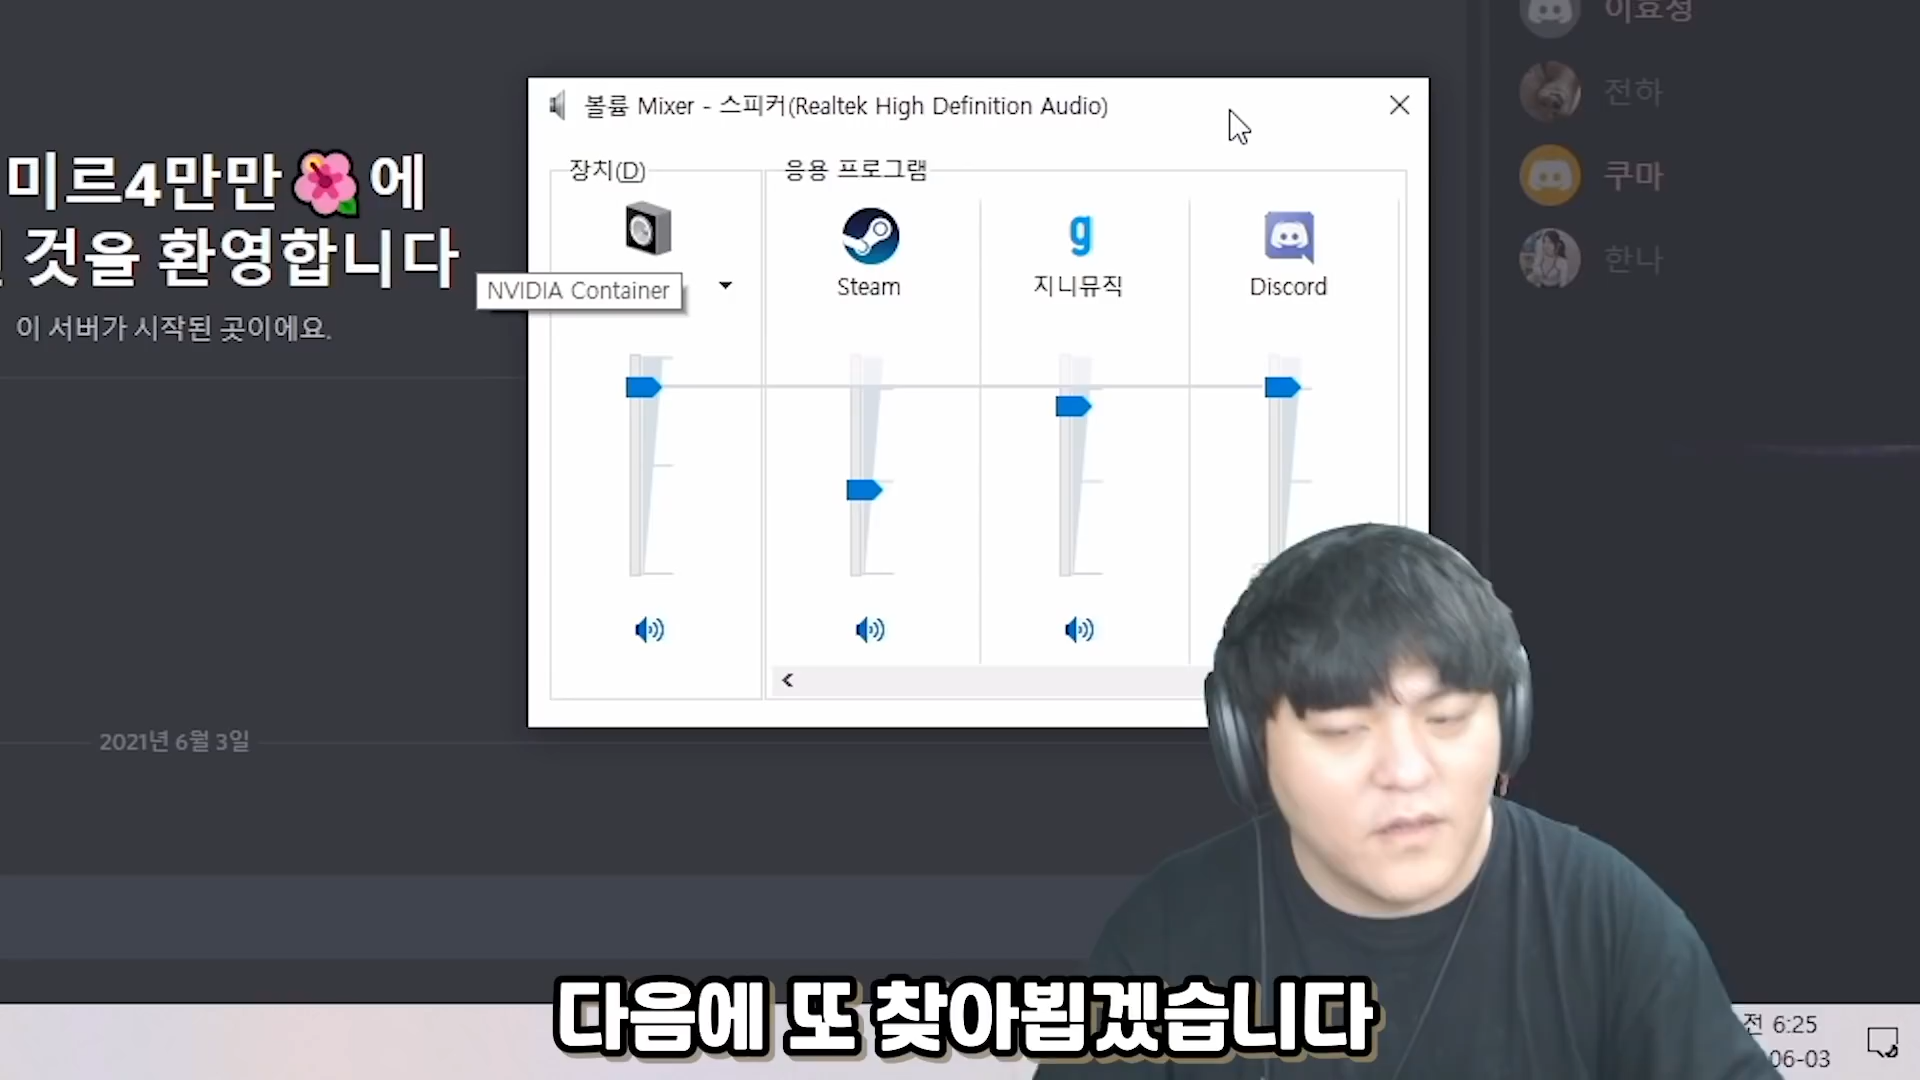 이효성
볼륨 Mixer - 스피커(Realtek High Definition Audio)
전하
미르4만만🌺에
것을 환영합니다
이 서버가 시작된 곳이에요.
장치(D)
응용 프로그램
쿠마
NVIDIA Container
Steam
지니뮤직
Discord
한나
2021년 6월 3일
다음에 또 찾아뵙겠습니다
전 6:25
06-03